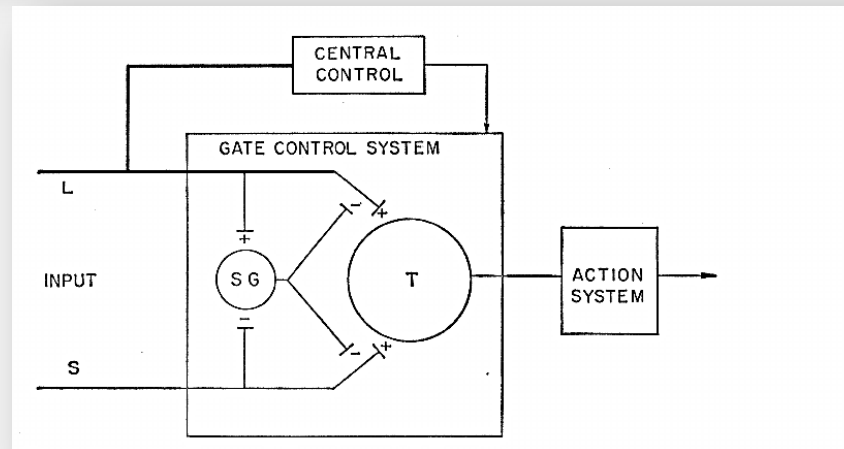 CENTRAL
CONTROL
GATE CONTROL SYSTEM
L
+
-
+
INPUT
SG
T
ACTION
SYSTEM
-
-
+
S